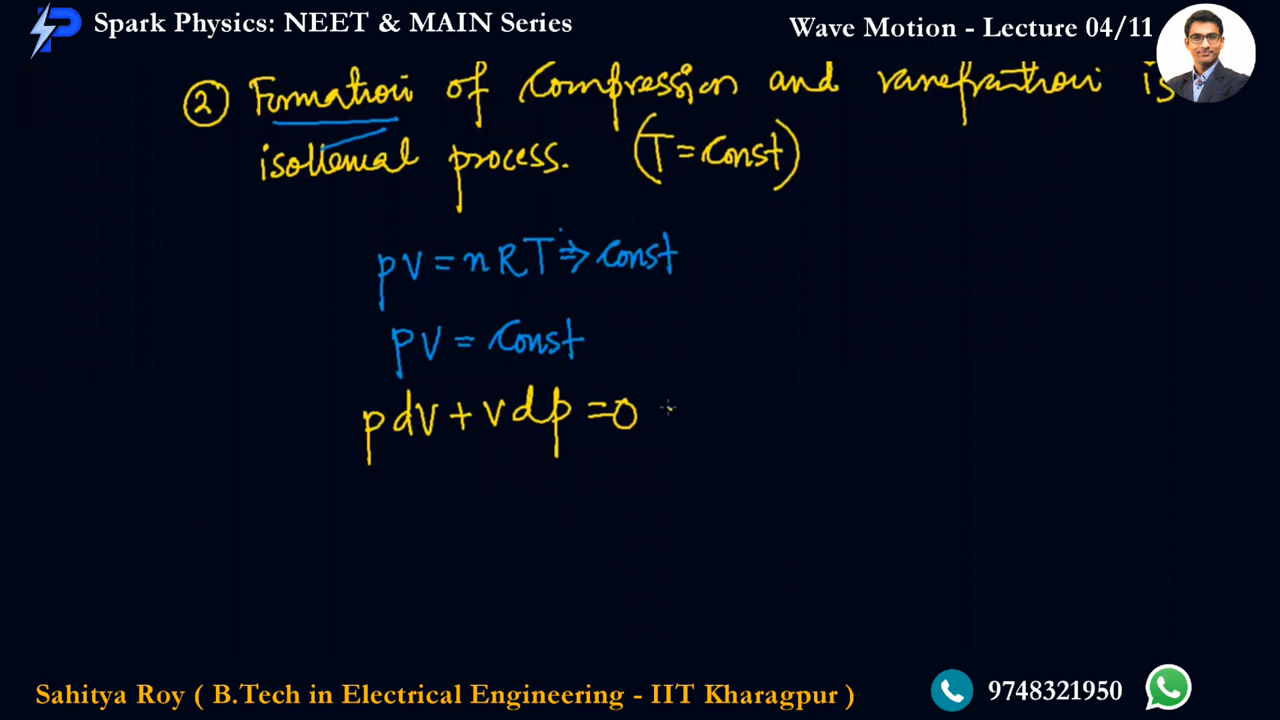 Spark Physics: NEET & MAIN Series
Wave Motion - Lecture 04/11
② Formation of Compression and rarefraction is
isothermal process. (T = Const)
pV = nRT ⇒ Const
pV = Const
pdV + Vdp = 0
Sahitya Roy ( B.Tech in Electrical Engineering - IIT Kharagpur )
9748321950